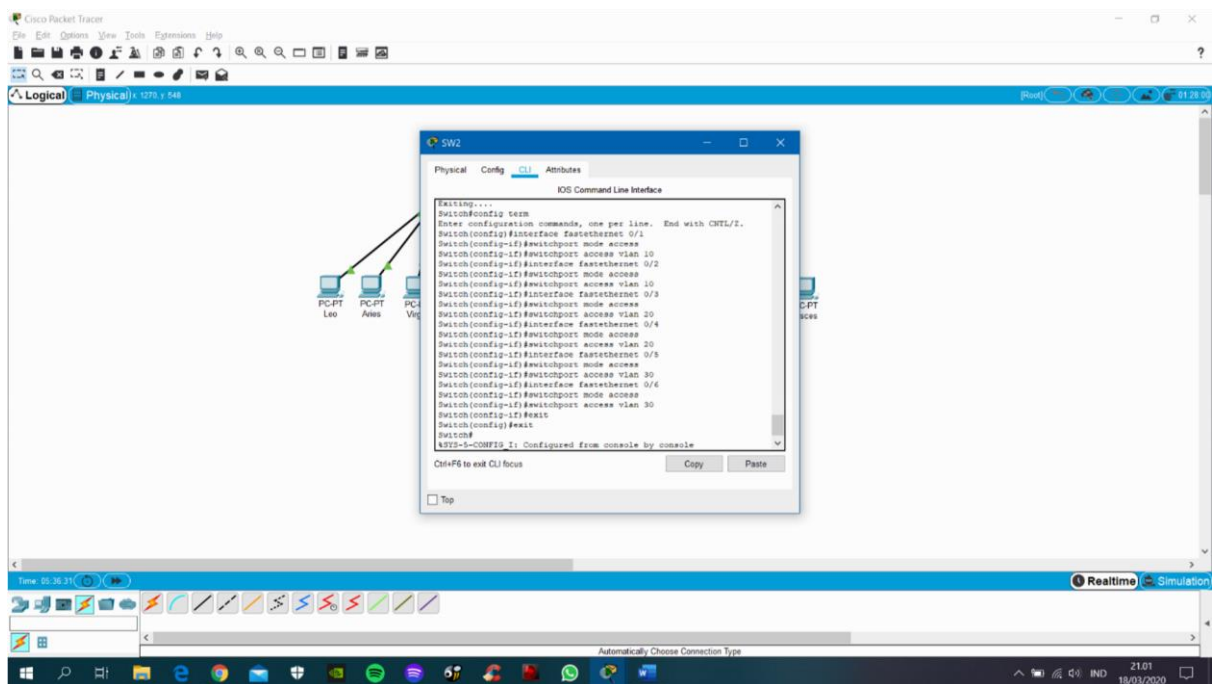 Cisco Packet Tracer
File Edit Options View Tools Extensions Help
?
Logical Physical x: 1270, y: 548 [Root] 01:28:00
SW2
Physical Config CLI Attributes
IOS Command Line Interface
Exiting....
Switch#config term
Enter configuration commands, one per line. End with CNTL/Z.
Switch(config)#interface fastethernet 0/1
Switch(config-if)#switchport mode access
Switch(config-if)#switchport access vlan 10
Switch(config-if)#interface fastethernet 0/2
Switch(config-if)#switchport mode access
Switch(config-if)#switchport access vlan 10
Switch(config-if)#interface fastethernet 0/3
Switch(config-if)#switchport mode access
Switch(config-if)#switchport access vlan 20
Switch(config-if)#interface fastethernet 0/4
Switch(config-if)#switchport mode access
Switch(config-if)#switchport access vlan 20
Switch(config-if)#interface fastethernet 0/5
Switch(config-if)#switchport mode access
Switch(config-if)#switchport access vlan 30
Switch(config-if)#interface fastethernet 0/6
Switch(config-if)#switchport mode access
Switch(config-if)#switchport access vlan 30
Switch(config-if)#exit
Switch(config)#exit
Switch#
%SYS-5-CONFIG_I: Configured from console by console
Ctrl+F6 to exit CLI focus Copy Paste
Top
PC-PT
Leo
PC-PT
Aries
PC-
Virg
C-PT
sces
Time: 05:36:31 Realtime Simulation
Automatically Choose Connection Type
IND 21.01
18/03/2020